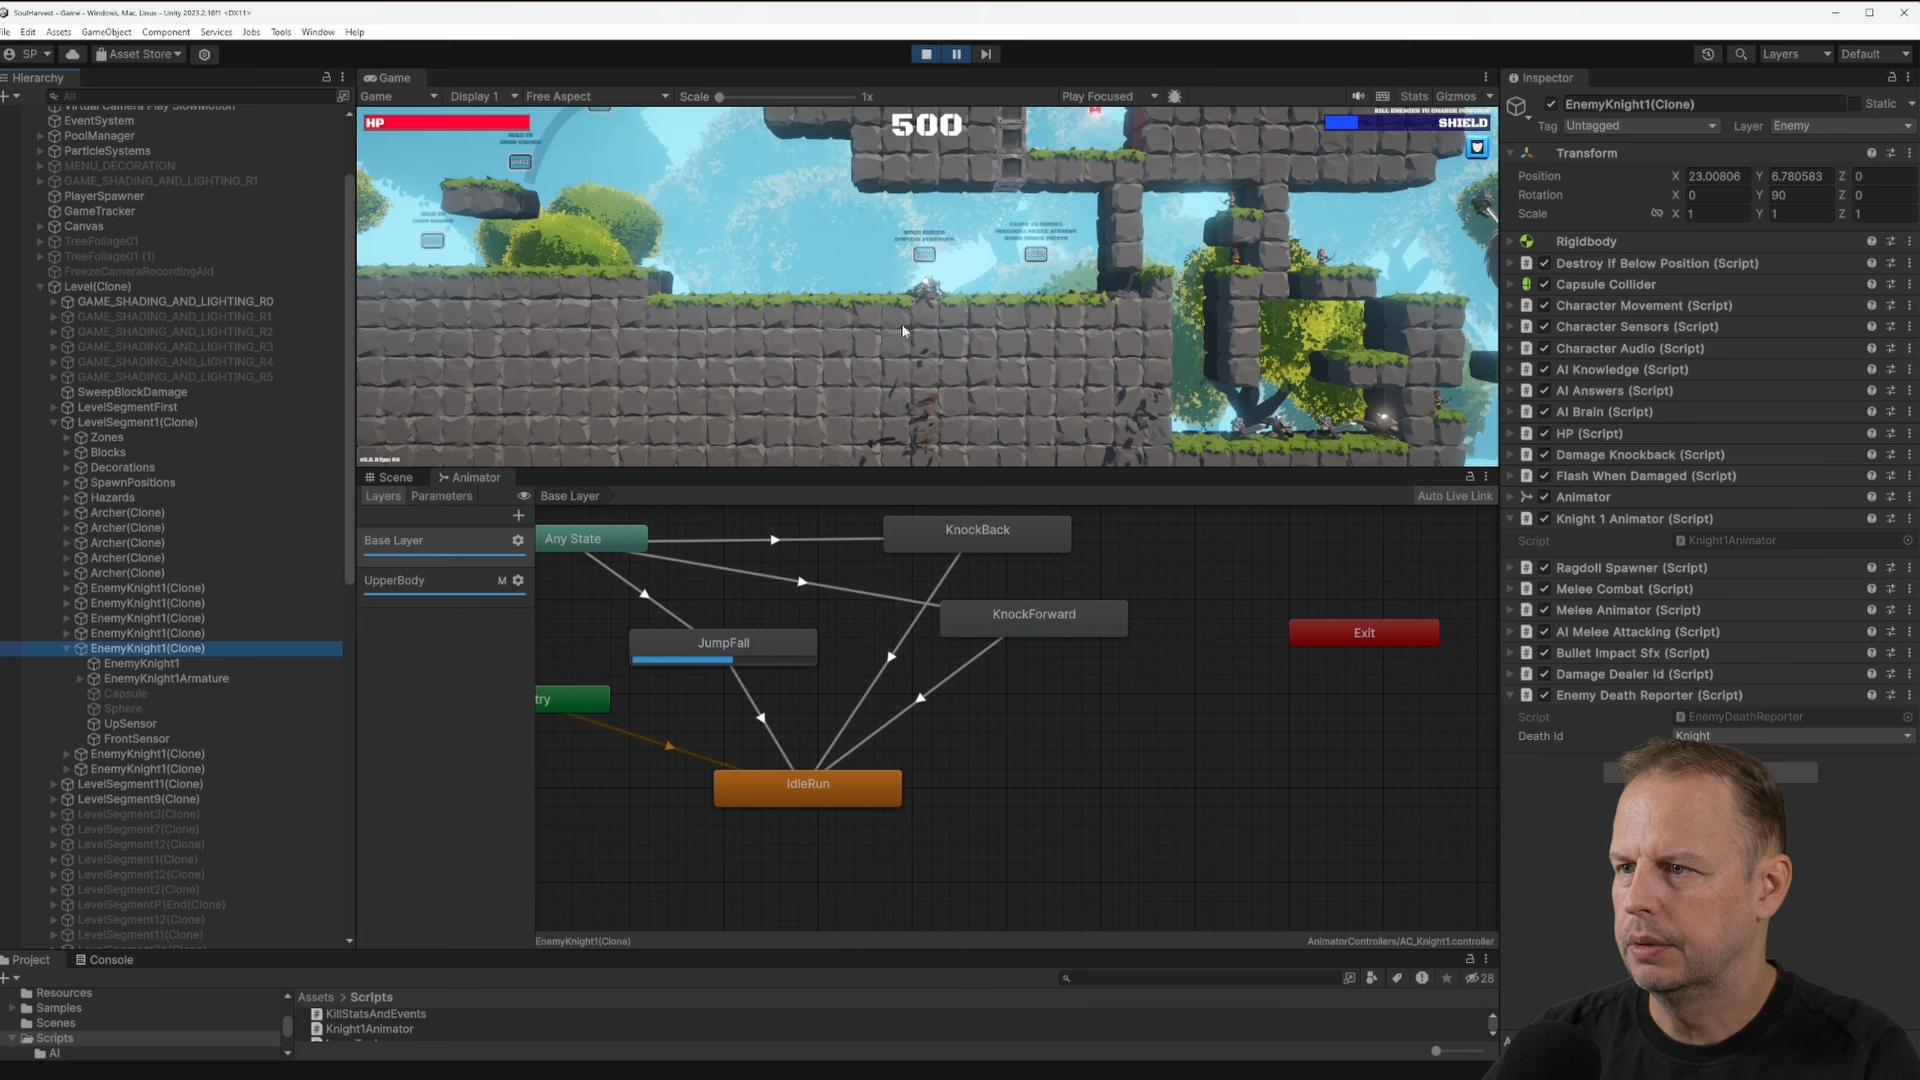 SoulHarvest - Game - Windows, Mac, Linux - Unity 2023.2.16f1 <DX11>
File Edit Assets GameObject Component Services Jobs Tools Window Help
SP Asset Store Layers Default
Hierarchy
All
Virtual Camera Play SlowMotion
EventSystem
PoolManager
ParticleSystems
MENU_DECORATION
GAME_SHADING_AND_LIGHTING_R1
PlayerSpawner
GameTracker
Canvas
TreeFoliage01
TreeFoliage01 (1)
FreezeCameraRecordingAid
Level(Clone)
GAME_SHADING_AND_LIGHTING_R0
GAME_SHADING_AND_LIGHTING_R1
GAME_SHADING_AND_LIGHTING_R2
GAME_SHADING_AND_LIGHTING_R3
GAME_SHADING_AND_LIGHTING_R4
GAME_SHADING_AND_LIGHTING_R5
SweepBlockDamage
LevelSegmentFirst
LevelSegment1(Clone)
Zones
Blocks
Decorations
SpawnPositions
Hazards
Archer(Clone)
Archer(Clone)
Archer(Clone)
Archer(Clone)
Archer(Clone)
EnemyKnight1(Clone)
EnemyKnight1(Clone)
EnemyKnight1(Clone)
EnemyKnight1(Clone)
EnemyKnight1(Clone)
EnemyKnight1
EnemyKnight1Armature
Capsule
Sphere
UpSensor
FrontSensor
EnemyKnight1(Clone)
EnemyKnight1(Clone)
LevelSegment11(Clone)
LevelSegment9(Clone)
LevelSegment3(Clone)
LevelSegment7(Clone)
LevelSegment12(Clone)
LevelSegment1(Clone)
LevelSegment12(Clone)
LevelSegment2(Clone)
LevelSegmentP1End(Clone)
LevelSegment12(Clone)
LevelSegment11(Clone)
Game
Game Display 1 Free Aspect Scale 1x Play Focused Stats Gizmos
HP 500 SHIELD
KILL ENEMIES TO CHARGE POWERUP
Scene Animator
Layers Parameters Base Layer Auto Live Link
Base Layer
UpperBody M
Any State
KnockBack
KnockForward
Exit
JumpFall
try
IdleRun
EnemyKnight1(Clone) AnimatorControllers/AC_Knight1.controller
Project Console
28
Resources
Samples
Scenes
Scripts
AI
Assets > Scripts
KillStatsAndEvents
Knight1Animator
Inspector
EnemyKnight1(Clone) Static
Tag Untagged Layer Enemy
Transform
Position X 23.00806 Y 6.780583 Z 0
Rotation X 0 Y 90 Z 0
Scale X 1 Y 1 Z 1
Rigidbody
Destroy If Below Position (Script)
Capsule Collider
Character Movement (Script)
Character Sensors (Script)
Character Audio (Script)
AI Knowledge (Script)
AI Answers (Script)
AI Brain (Script)
HP (Script)
Damage Knockback (Script)
Flash When Damaged (Script)
Animator
Knight 1 Animator (Script)
Script Knight1Animator
Ragdoll Spawner (Script)
Melee Combat (Script)
Melee Animator (Script)
AI Melee Attacking (Script)
Bullet Impact Sfx (Script)
Damage Dealer Id (Script)
Enemy Death Reporter (Script)
Script EnemyDeathReporter
Death Id Knight